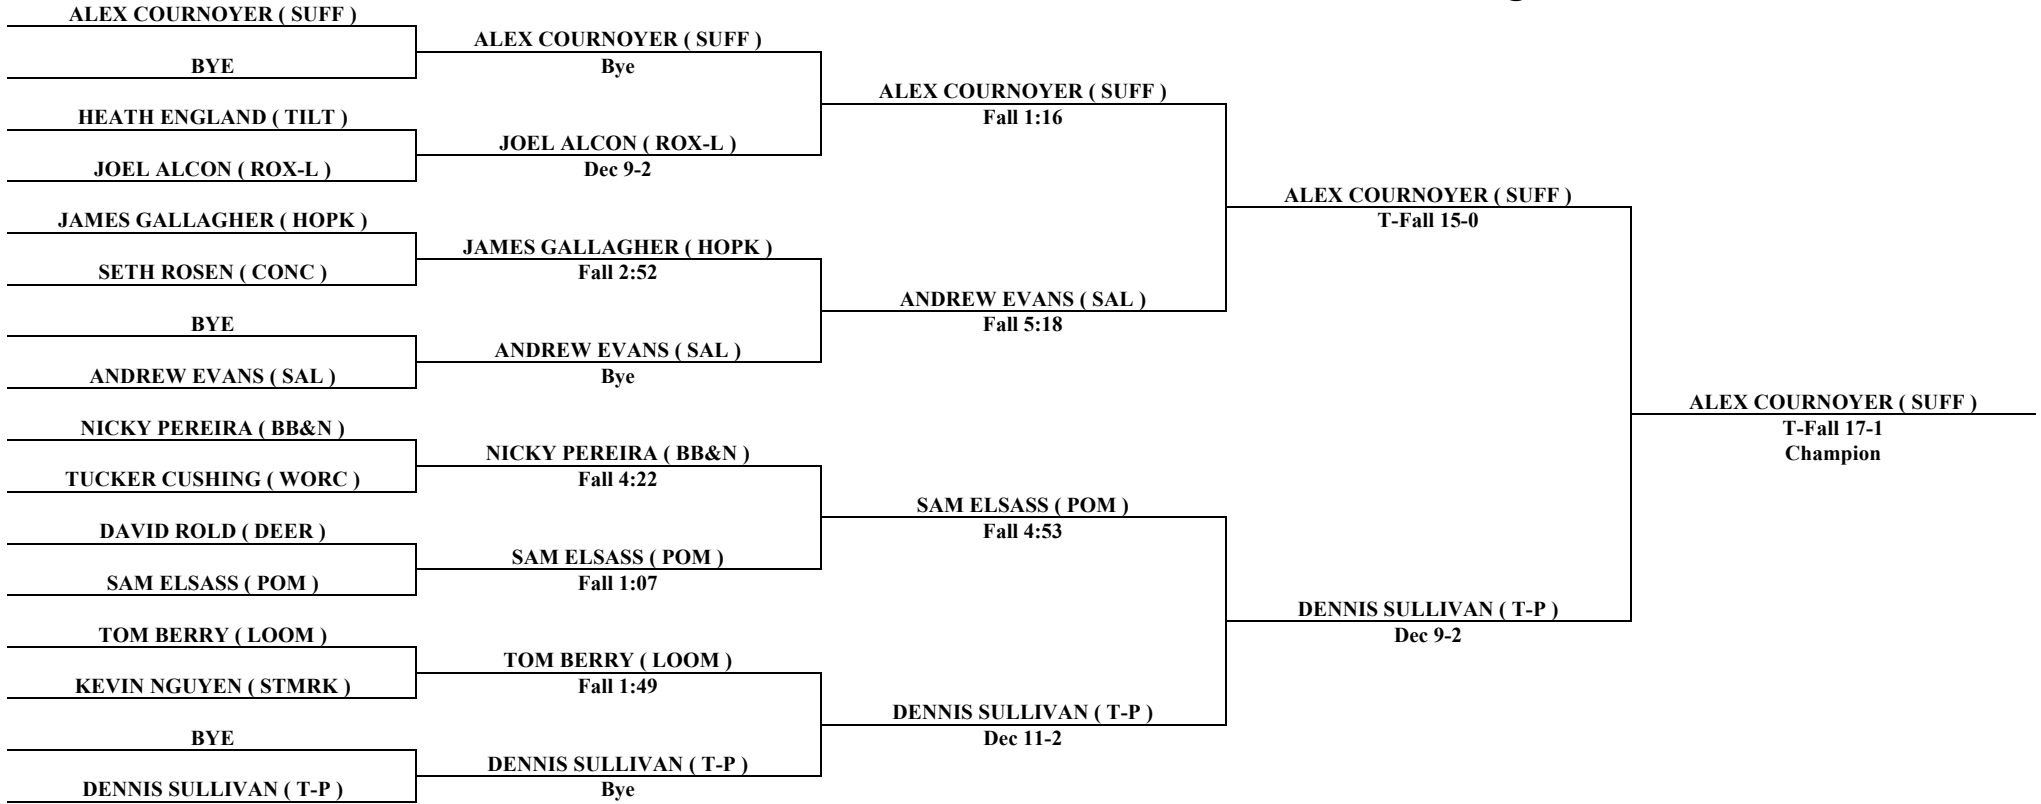 ALEX COURNOYER ( SUFF )
BYE
HEATH ENGLAND ( TILT )
JOEL ALCON ( ROX-L )
JAMES GALLAGHER ( HOPK )
SETH ROSEN ( CONC )
BYE
ANDREW EVANS ( SAL )
NICKY PEREIRA ( BB&N )
TUCKER CUSHING ( WORC )
DAVID ROLD ( DEER )
SAM ELSASS ( POM )
TOM BERRY ( LOOM )
KEVIN NGUYEN ( STMRK )
BYE
DENNIS SULLIVAN ( T-P )
ALEX COURNOYER ( SUFF )
Bye
JOEL ALCON ( ROX-L )
Dec 9-2
JAMES GALLAGHER ( HOPK )
Fall 2:52
ANDREW EVANS ( SAL )
Bye
NICKY PEREIRA ( BB&N )
Fall 4:22
SAM ELSASS ( POM )
Fall 1:07
TOM BERRY ( LOOM )
Fall 1:49
DENNIS SULLIVAN ( T-P )
Bye
ALEX COURNOYER ( SUFF )
Fall 1:16
ANDREW EVANS ( SAL )
Fall 5:18
SAM ELSASS ( POM )
Fall 4:53
DENNIS SULLIVAN ( T-P )
Dec 11-2
ALEX COURNOYER ( SUFF )
T-Fall 15-0
DENNIS SULLIVAN ( T-P )
Dec 9-2
ALEX COURNOYER ( SUFF )
T-Fall 17-1
Champion